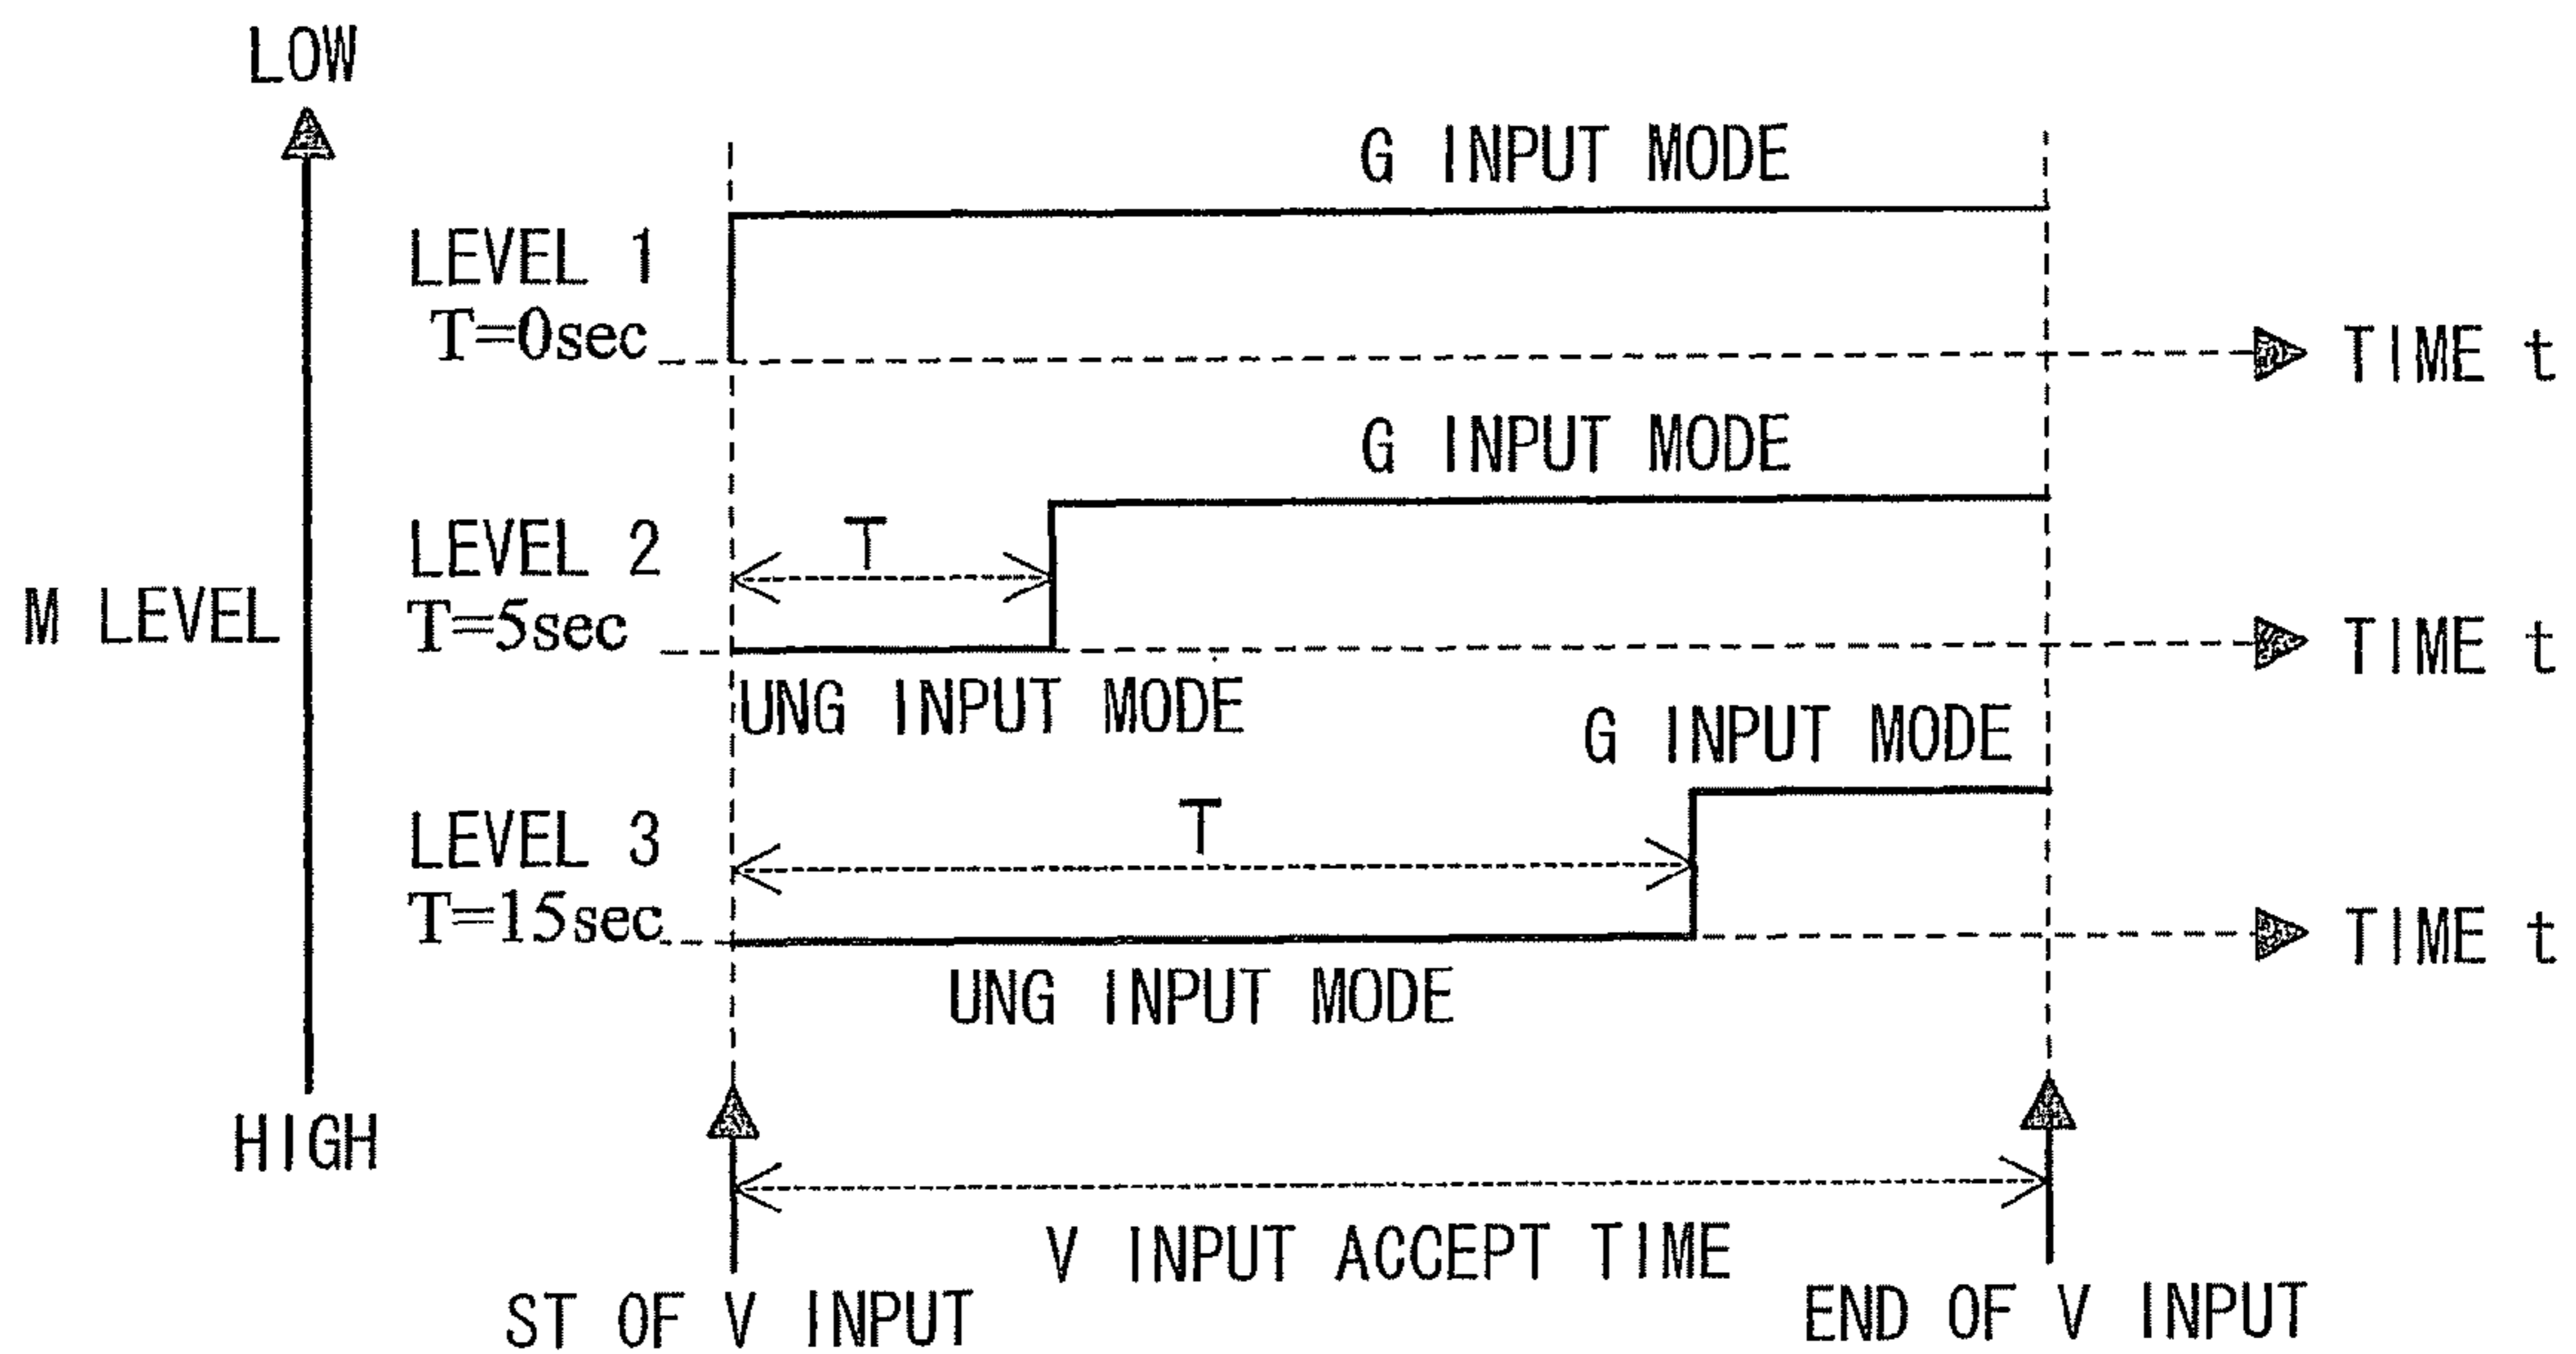 LOW
G INPUT MODE
LEVEL 1
T=0sec
TIME t
G INPUT MODE
LEVEL 2
T
T=5sec
M LEVEL
TIME t
UNG INPUT MODE
G INPUT MODE
LEVEL 3
T
T=15sec
TIME t
UNG INPUT MODE
HIGH
V INPUT ACCEPT TIME
ST OF V INPUT
END OF V INPUT